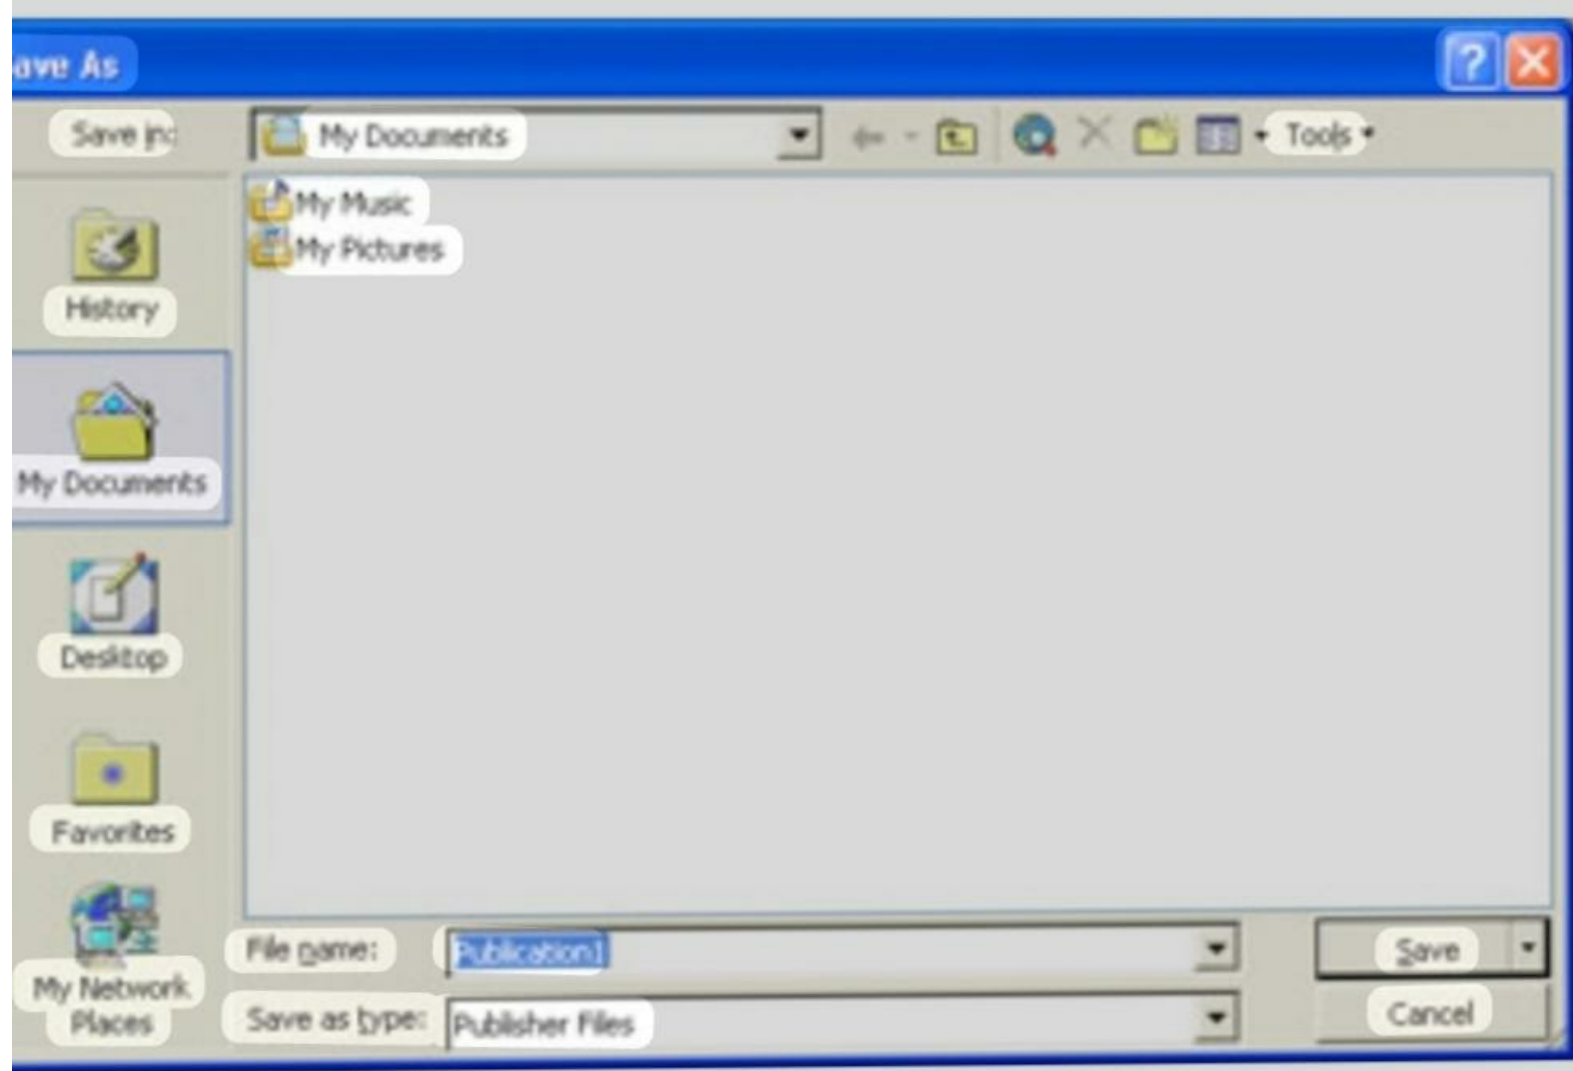 ave As
Save in:
My Documents
Tools
My Music
My Pictures
History
My Documents
Desktop
Favorites
My Network
Places
File name:
Publication1
Save
Save as type:
Publisher Files
Cancel